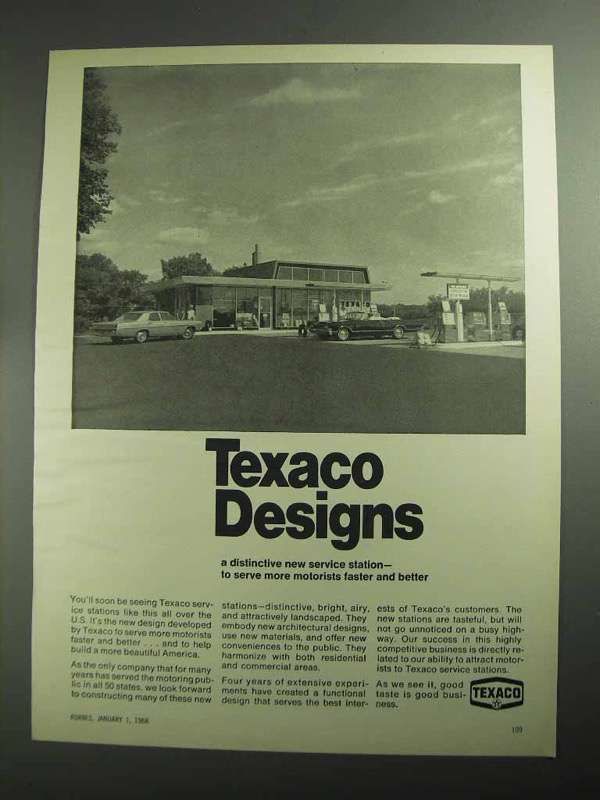 Texaco
Designs
a distinctive new service station—
to serve more motorists faster and better
You'll soon be seeing Texaco serv-
ice stations like this all over the
U.S. It's the new design developed
by Texaco to serve more motorists
faster and better . . . and to help
build a more beautiful America.
As the only company that for many
years has served the motoring pub-
lic in all 50 states, we look forward
to constructing many of these new
stations—distinctive, bright, airy,
and attractively landscaped. They
embody new architectural designs,
use new materials, and offer new
conveniences to the public. They
harmonize with both residential
and commercial areas.
Four years of extensive experi-
ments have created a functional
design that serves the best inter-
ests of Texaco's customers. The
new stations are tasteful, but will
not go unnoticed on a busy high-
way. Our success in this highly
competitive business is directly re-
lated to our ability to attract motor-
ists to Texaco service stations.
As we see it, good
taste is good busi-
ness.
TEXACO
T
FORBES, JANUARY 1, 1968
109